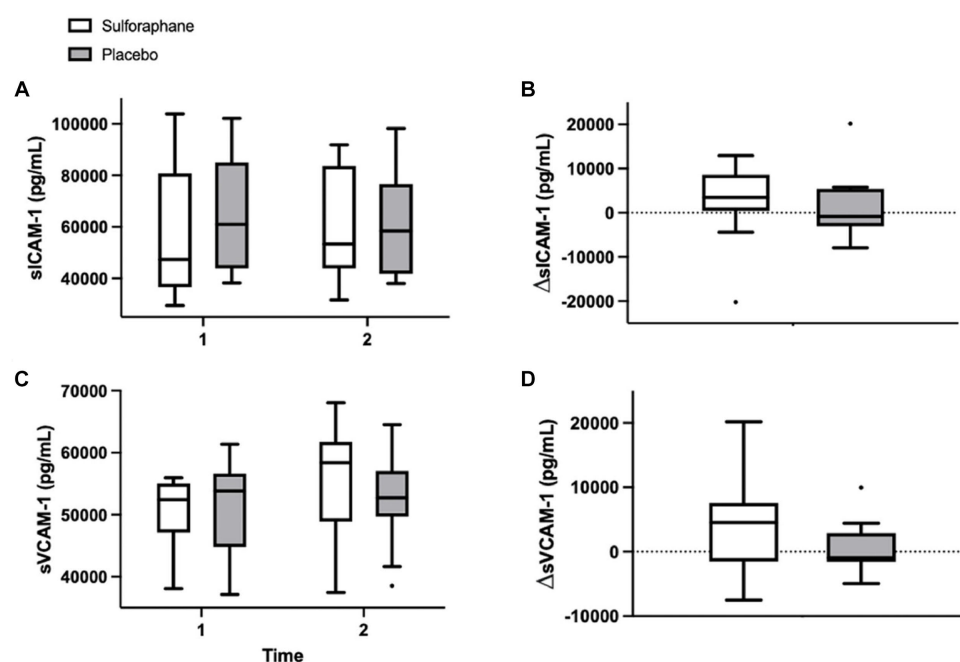 Sulforaphane
Placebo
A
sICAM-1 (pg/mL)
100000
80000
60000
40000
1
2
B
ΔsICAM-1 (pg/mL)
20000
10000
0
-10000
-20000
C
sVCAM-1 (pg/mL)
70000
60000
50000
40000
1
2
Time
D
ΔsVCAM-1 (pg/mL)
20000
10000
0
-10000